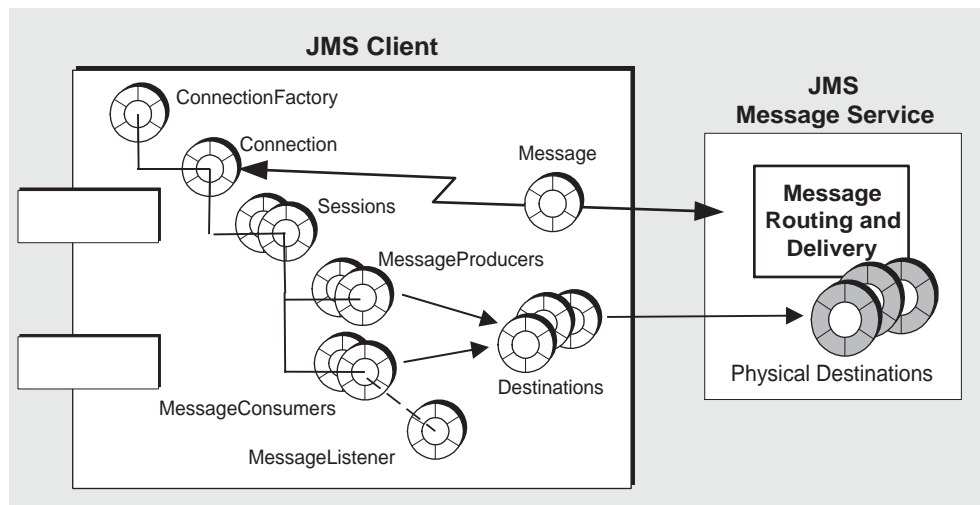 JMS Client
ConnectionFactory
Connection
Sessions
MessageProducers
MessageConsumers
MessageListener
Message
Destinations
JMS
Message Service
Message
Routing and
Delivery
Physical Destinations